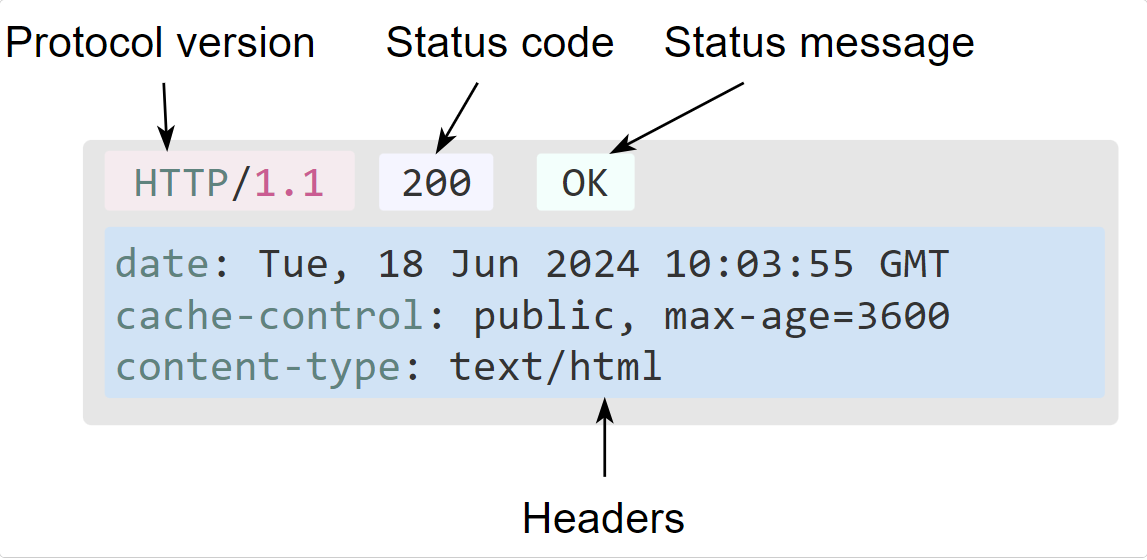 Protocol version Status code Status message
HTTP/1.1 200 OK
date: Tue, 18 Jun 2024 10:03:55 GMT
cache-control: public, max-age=3600
content-type: text/html
Headers